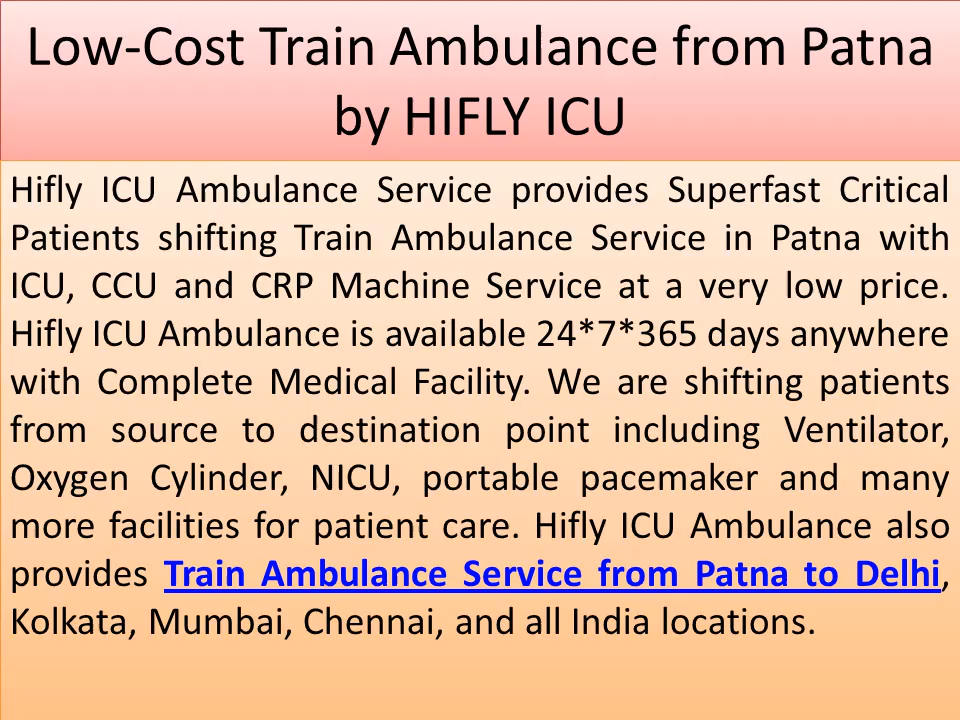 Low-Cost Train Ambulance from Patna
by HIFLY ICU
Hifly ICU Ambulance Service provides Superfast Critical
Patients shifting Train Ambulance Service in Patna with
ICU, CCU and CRP Machine Service at a very low price.
Hifly ICU Ambulance is available 24*7*365 days anywhere
with Complete Medical Facility. We are shifting patients
from source to destination point including Ventilator,
Oxygen Cylinder, NICU, portable pacemaker and many
more facilities for patient care. Hifly ICU Ambulance also
provides Train Ambulance Service from Patna to Delhi,
Kolkata, Mumbai, Chennai, and all India locations.